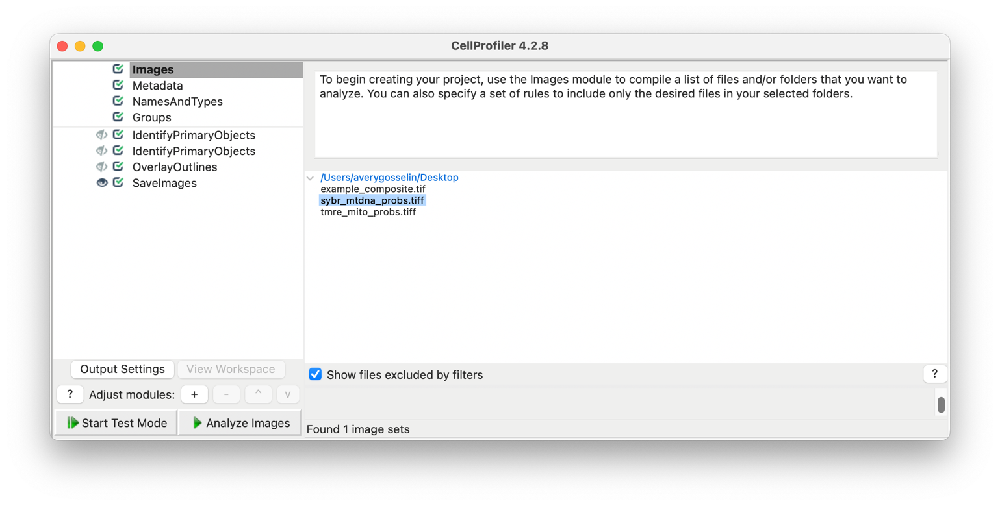 CellProfiler 4.2.8
Images
Metadata
NamesAndTypes
Groups
IdentifyPrimaryObjects
IdentifyPrimaryObjects
OverlayOutlines
SaveImages
Output Settings
View Workspace
?
Adjust modules:
+
-
^
v
Start Test Mode
Analyze Images
To begin creating your project, use the Images module to compile a list of files and/or folders that you want to
analyze. You can also specify a set of rules to include only the desired files in your selected folders.
/Users/averygosselin/Desktop
example_composite.tif
sybr_mtdna_probs.tiff
tmre_mito_probs.tiff
Show files excluded by filters
?
Found 1 image sets